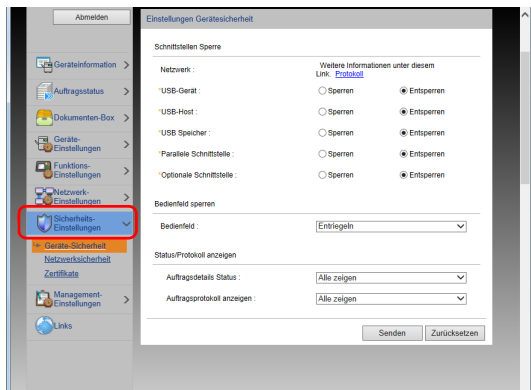 Abmelden
Geräteinformation
Auftragsstatus
Dokumenten-Box
Geräte-
Einstellungen
Funktions-
Einstellungen
Netzwerk-
Einstellungen
Sicherheits-
Einstellungen
Geräte-Sicherheit
Netzwerksicherheit
Zertifikate
Management-
Einstellungen
Links
Einstellungen Gerätesicherheit
Schnittstellen Sperre
Netzwerk :
Weitere Informationen unter diesem
Link. Protokoll
*USB-Gerät : Sperren Entsperren
*USB-Host : Sperren Entsperren
*USB Speicher : Sperren Entsperren
*Parallele Schnittstelle : Sperren Entsperren
*Optionale Schnittstelle : Sperren Entsperren
Bedienfeld sperren
Bedienfeld : Entriegeln
Status/Protokoll anzeigen
Auftragsdetails Status : Alle zeigen
Auftragsprotokoll anzeigen : Alle zeigen
Senden Zurücksetzen